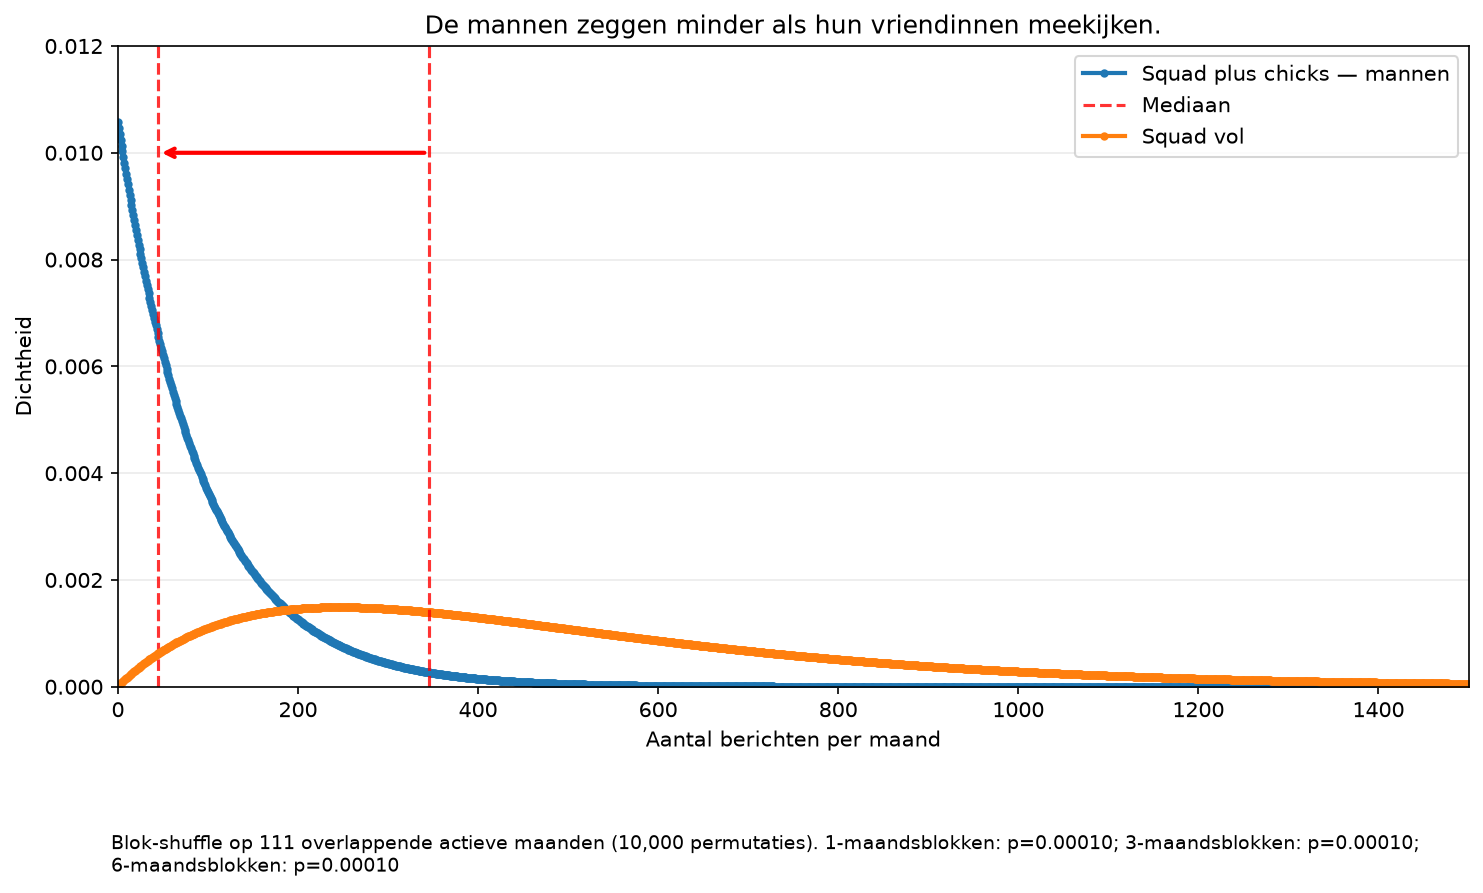 De mannen zeggen minder als hun vriendinnen meekijken.
0.012
0.010
0.008
0.006
0.004
0.002
0.000
Dichtheid
Squad plus chicks — mannen
Mediaan
Squad vol
0
200
400
600
800
1000
1200
1400
Aantal berichten per maand
Blok-shuffle op 111 overlappende actieve maanden (10,000 permutaties). 1-maandsblokken: p=0.00010; 3-maandsblokken: p=0.00010;
6-maandsblokken: p=0.00010